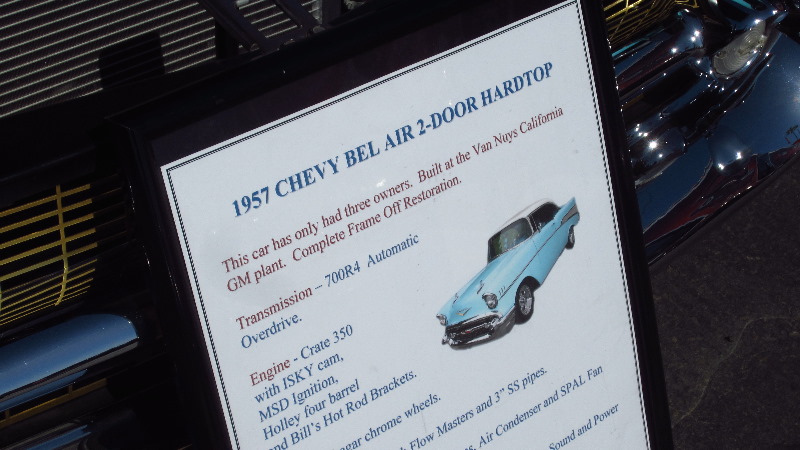 1957 CHEVY BEL AIR 2-DOOR HARDTOP
This car has only had three owners. Built at the Van Nuys California
GM plant. Complete Frame Off Restoration.
Transmission – 700R4 Automatic
Overdrive.
Engine - Crate 350
with ISKY cam,
MSD Ignition,
Holley four barrel
and Bill's Hot Rod Brackets.
chrome wheels.
Flow Masters and 3" SS pipes.
Air Condenser and SPAL Fan
Sound and Power